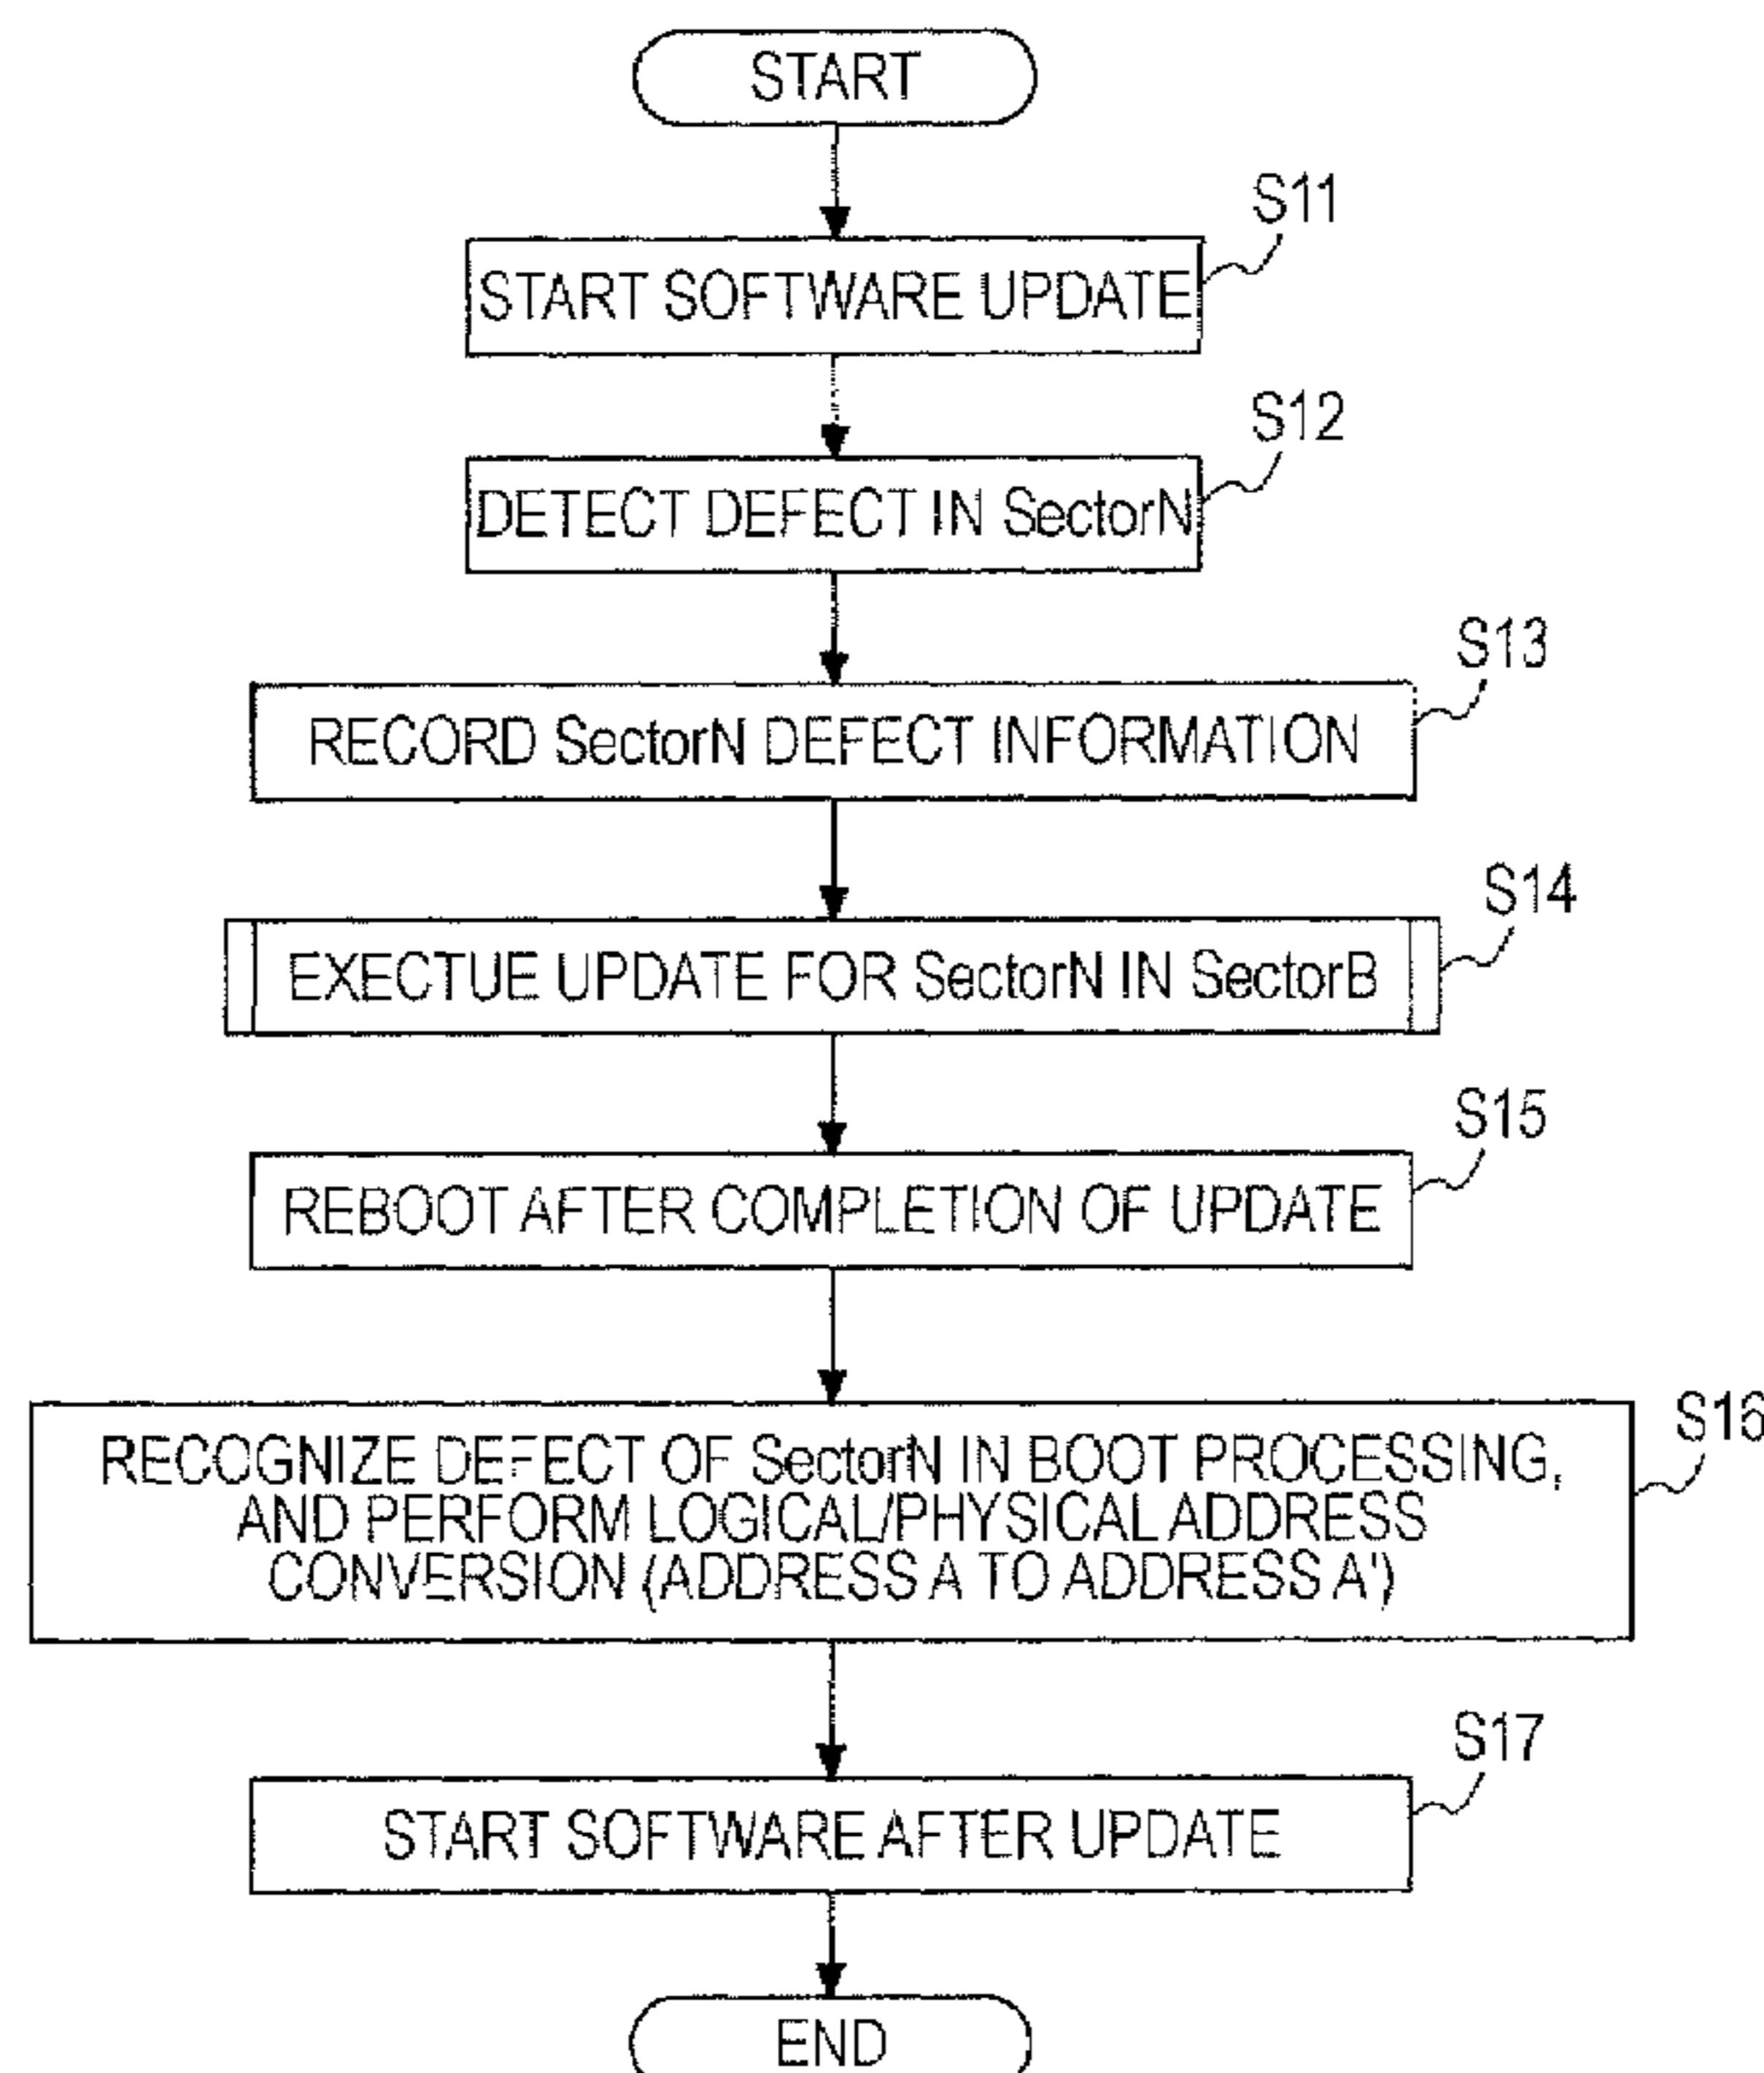 START
S11
START SOFTWARE UPDATE
S12
DETECT DEFECT IN SectorN
S13
RECORD SectorN DEFECT INFORMATION
S14
EXECTUE UPDATE FOR SectorN IN SectorB
S15
REBOOT AFTER COMPLETION OF UPDATE
S16
RECOGNIZE DEFECT OF SectorN IN BOOT PROCESSING,
AND PERFORM LOGICAL/PHYSICAL ADDRESS
CONVERSION (ADDRESS A TO ADDRESS A')
S17
START SOFTWARE AFTER UPDATE
END